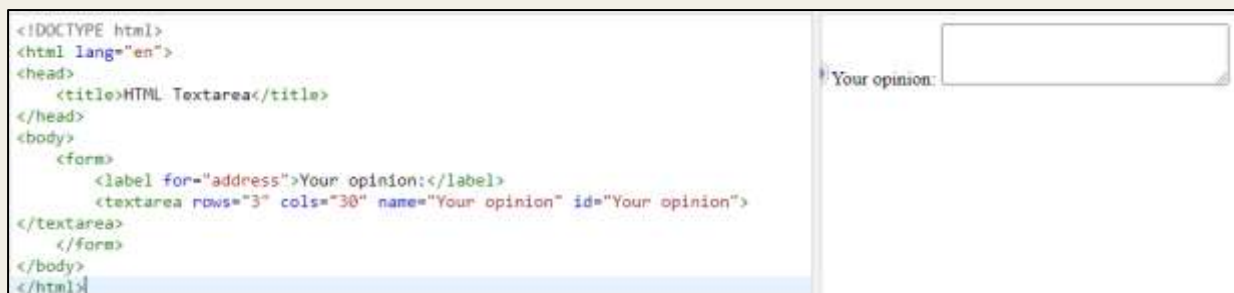 <!DOCTYPE html>
<html lang="en">
<head>
    <title>HTML Textarea</title>
</head>
<body>
    <form>
        <label for="address">Your opinion:</label>
        <textarea rows="3" cols="30" name="Your opinion" id="Your opinion">
</textarea>
    </form>
</body>
</html>
Your opinion: